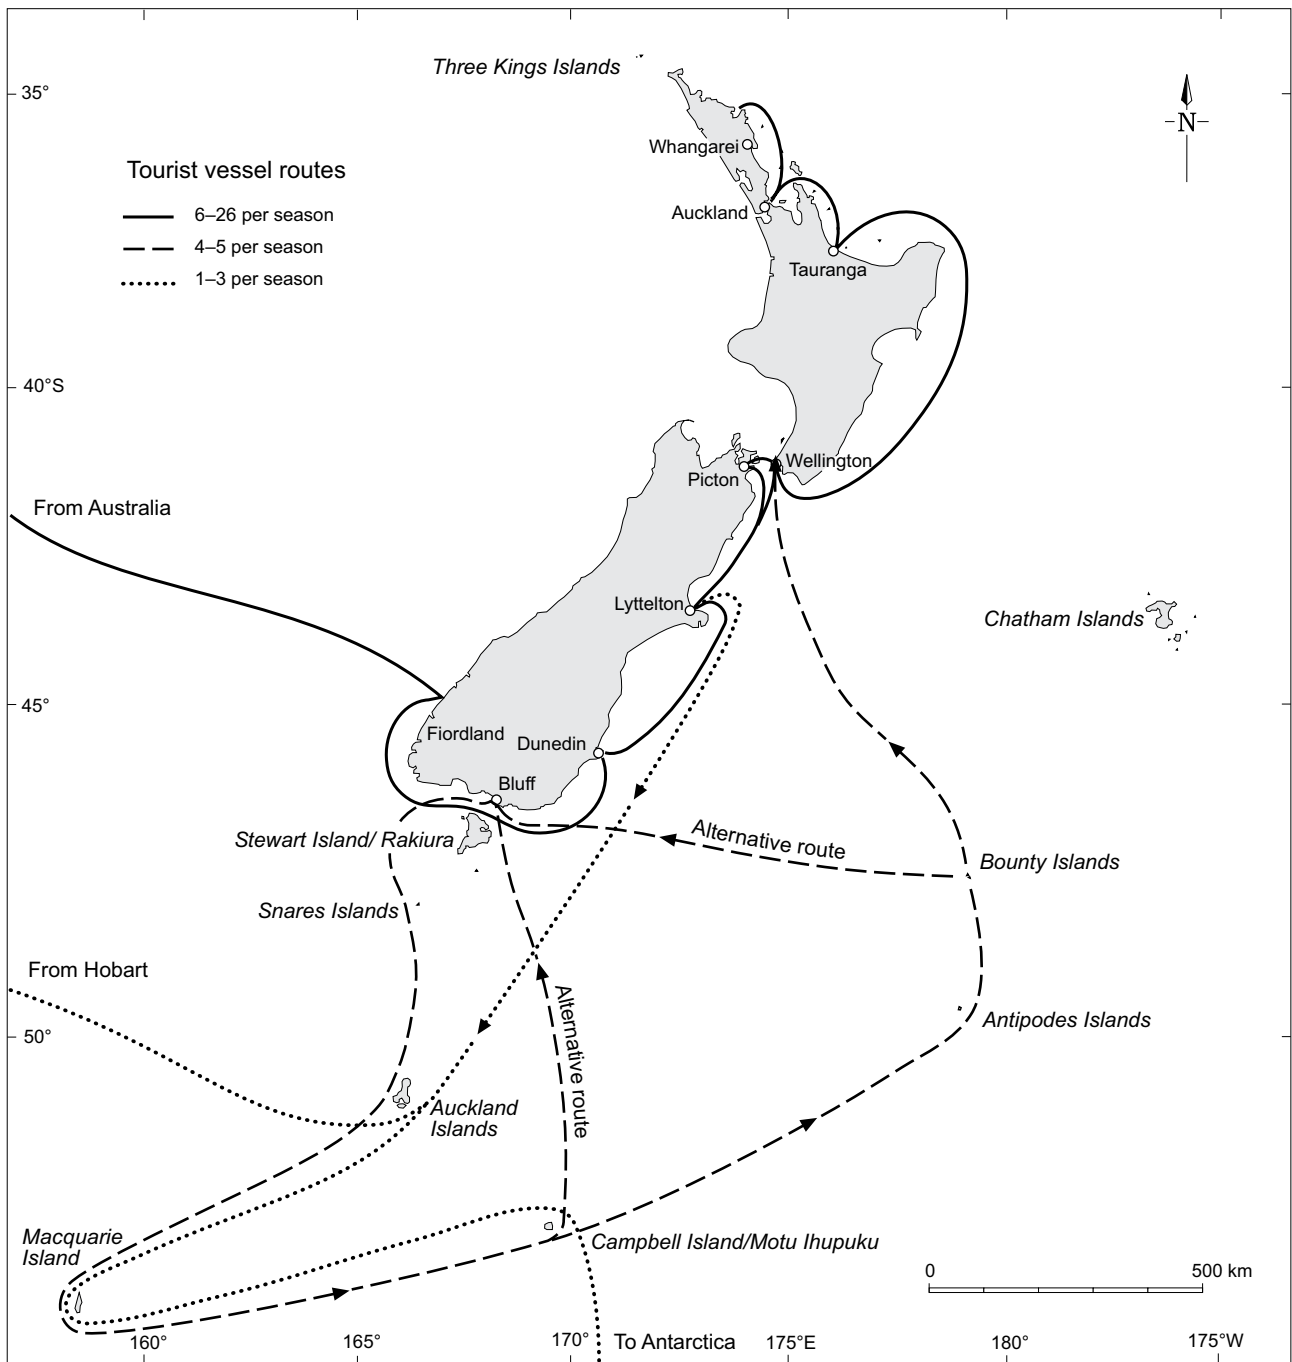 Three Kings Islands
35°
N
Whangarei
Tourist vessel routes
6–26 per season
4–5 per season
1–3 per season
Auckland
Tauranga
40°S
Wellington
Picton
From Australia
Lyttelton
Chatham Islands
45°
Fiordland
Dunedin
Bluff
Stewart Island/ Rakiura
Alternative route
Bounty Islands
Snares Islands
From Hobart
Alternative route
Antipodes Islands
50°
Auckland
Islands
Macquarie
Island
Campbell Island/Motu Ihupuku
0
500 km
160°
165°
170°
To Antarctica
175°E
180°
175°W